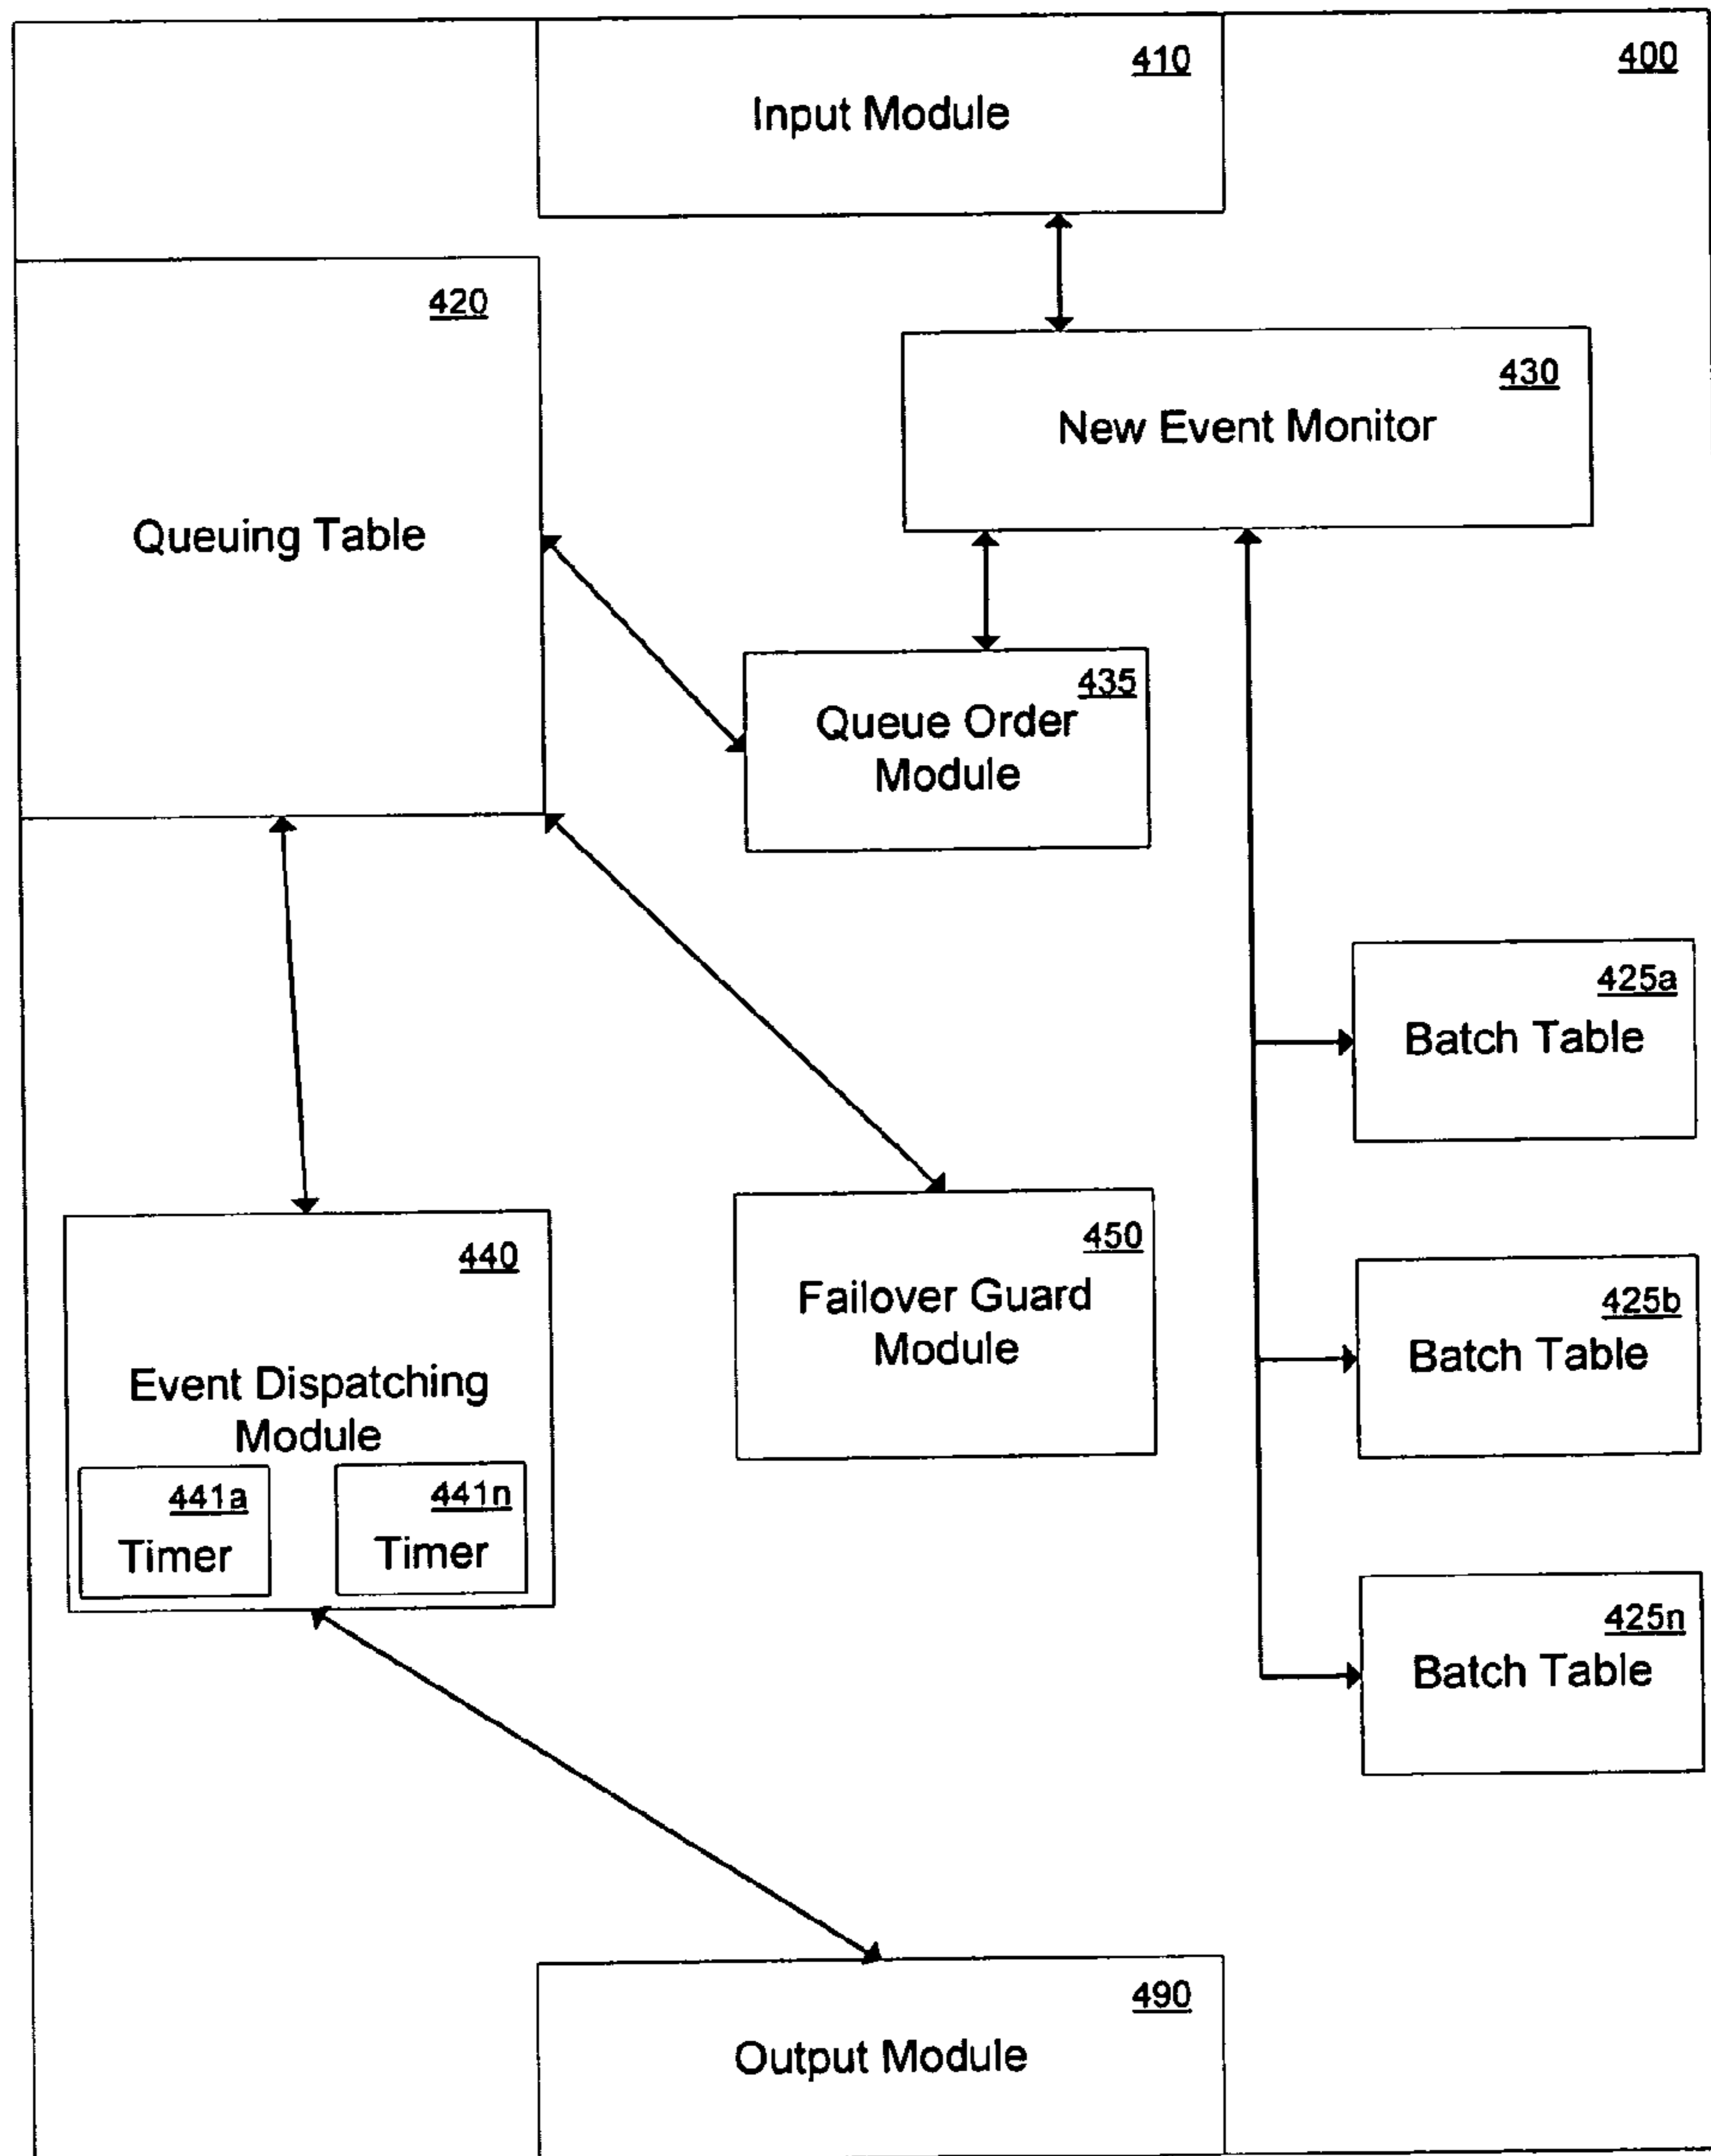 400
410
Input Module
420
Queuing Table
430
New Event Monitor
435
Queue Order
Module
425a
Batch Table
440
Event Dispatching
Module
441a
Timer
441n
Timer
450
Failover Guard
Module
425b
Batch Table
425n
Batch Table
490
Output Module